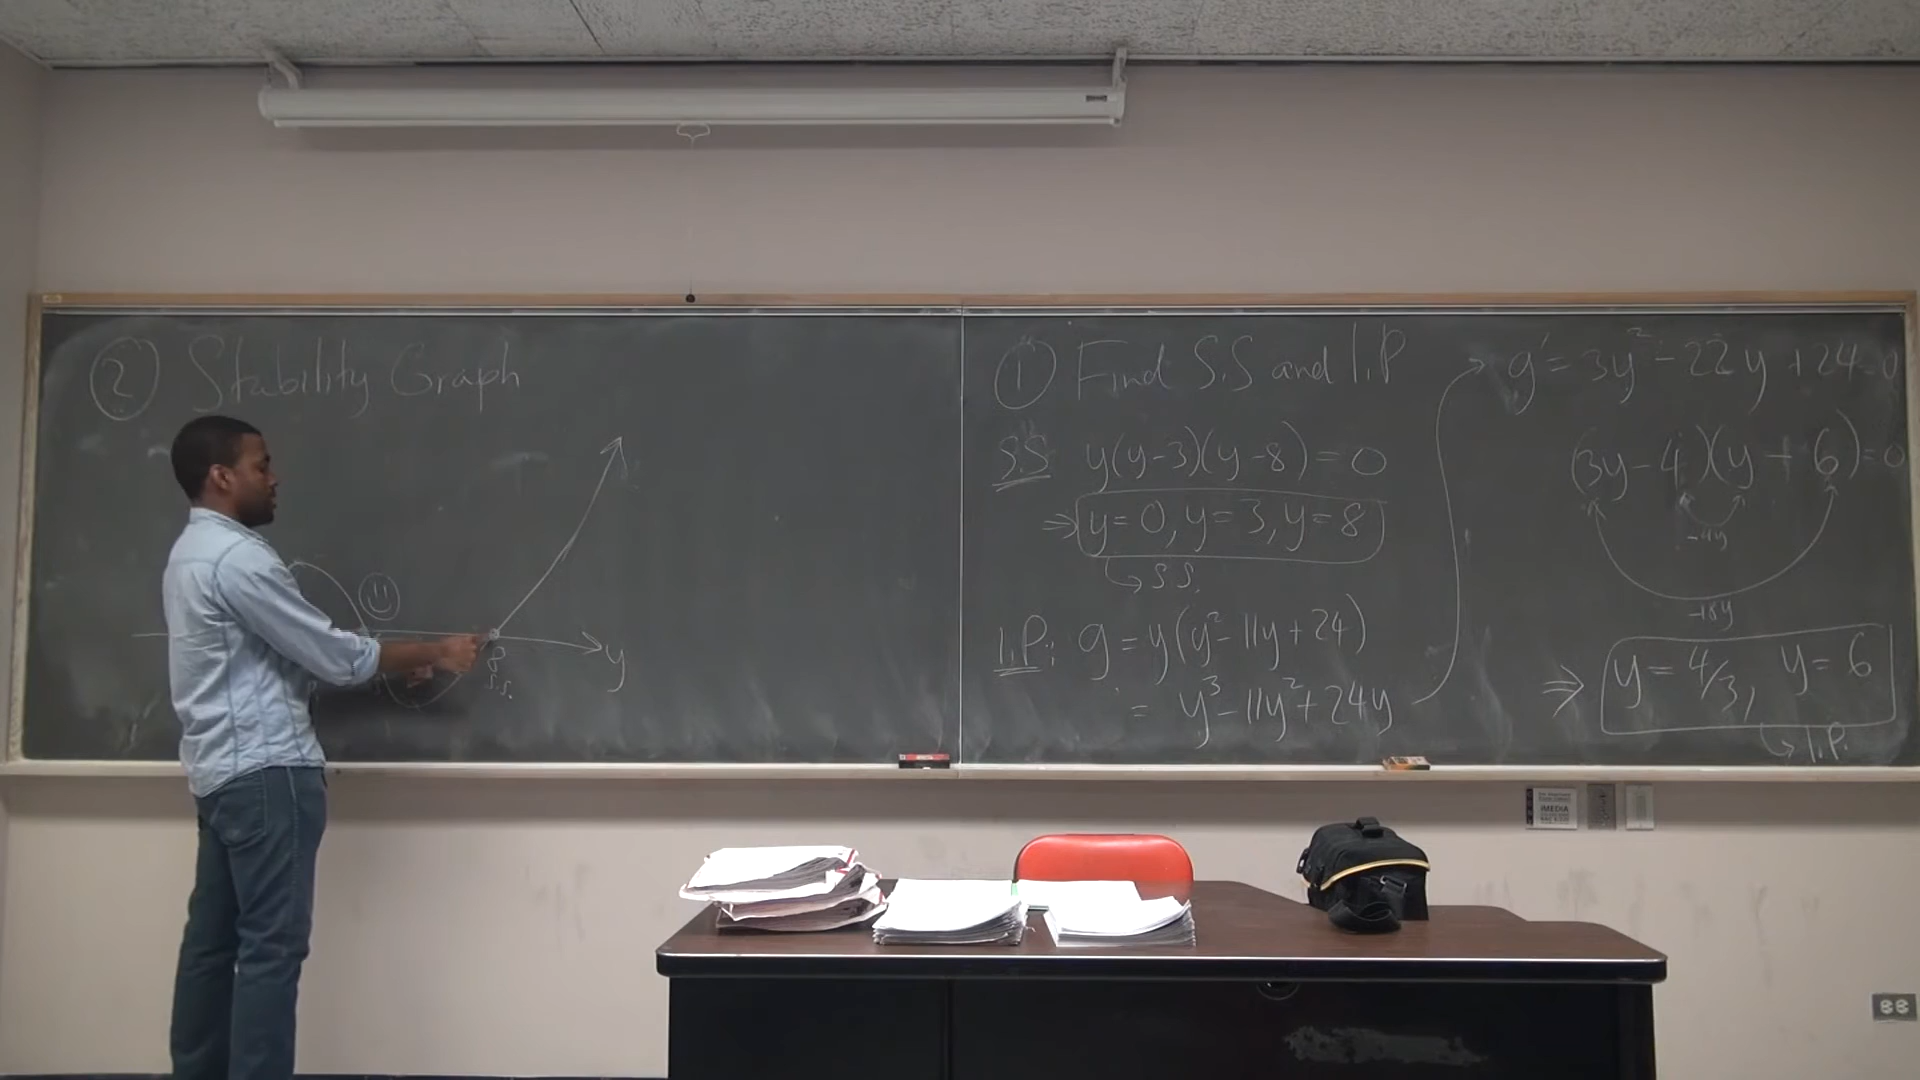 ② Stability Graph
y
8
S.S.
① Find S.S and I.P
S.S y(y-3)(y-8)=0
⇒ y=0, y=3, y=8
↳ S.S.
I.P: g = y(y²-11y+24)
= y³-11y²+24y
→ g' = 3y²-22y+24=0
(3y-4)(y-6)=0
-4y
-18y
⇒ y=4/3, y=6
↳ I.P.
iMEDIA